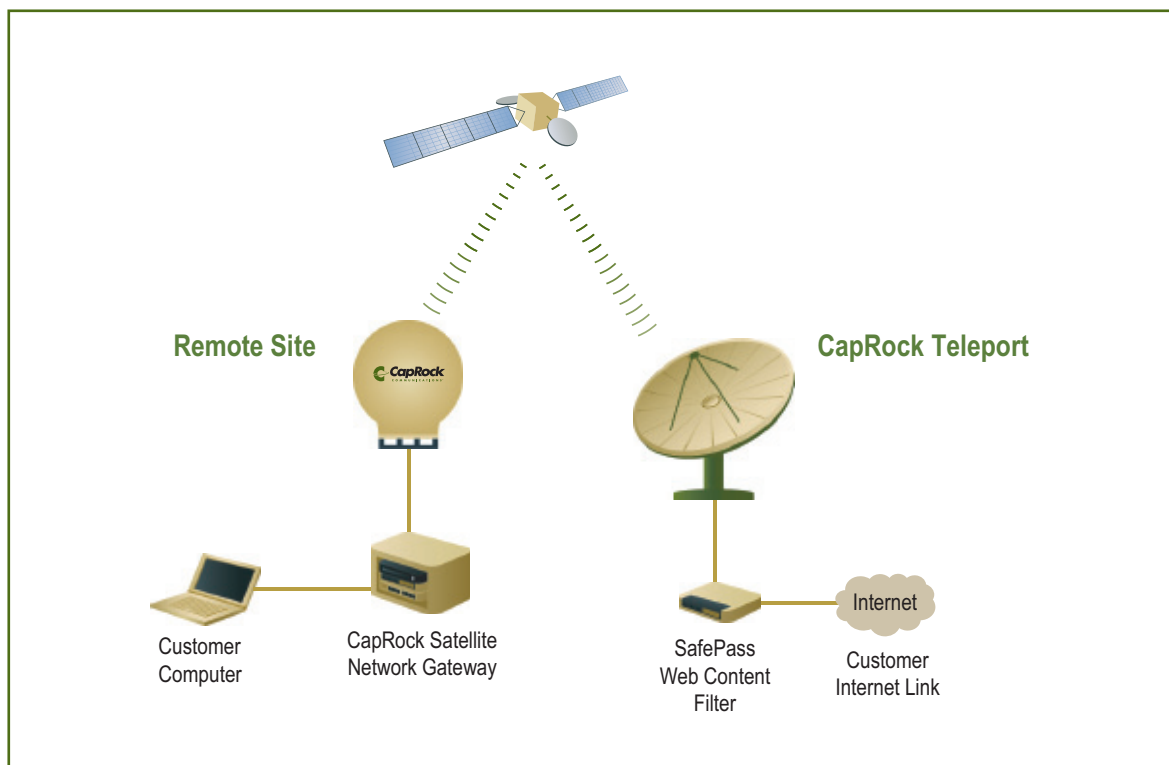 Remote Site
CapRock
COMMUNICATIONS
CapRock Teleport
Customer
Computer
CapRock Satellite
Network Gateway
SafePass
Web Content
Filter
Internet
Customer
Internet Link